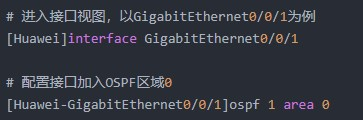 # 进入接口视图，以GigabitEthernet0/0/1为例
[Huawei]interface GigabitEthernet0/0/1
# 配置接口加入OSPF区域0
[Huawei-GigabitEthernet0/0/1]ospf 1 area 0